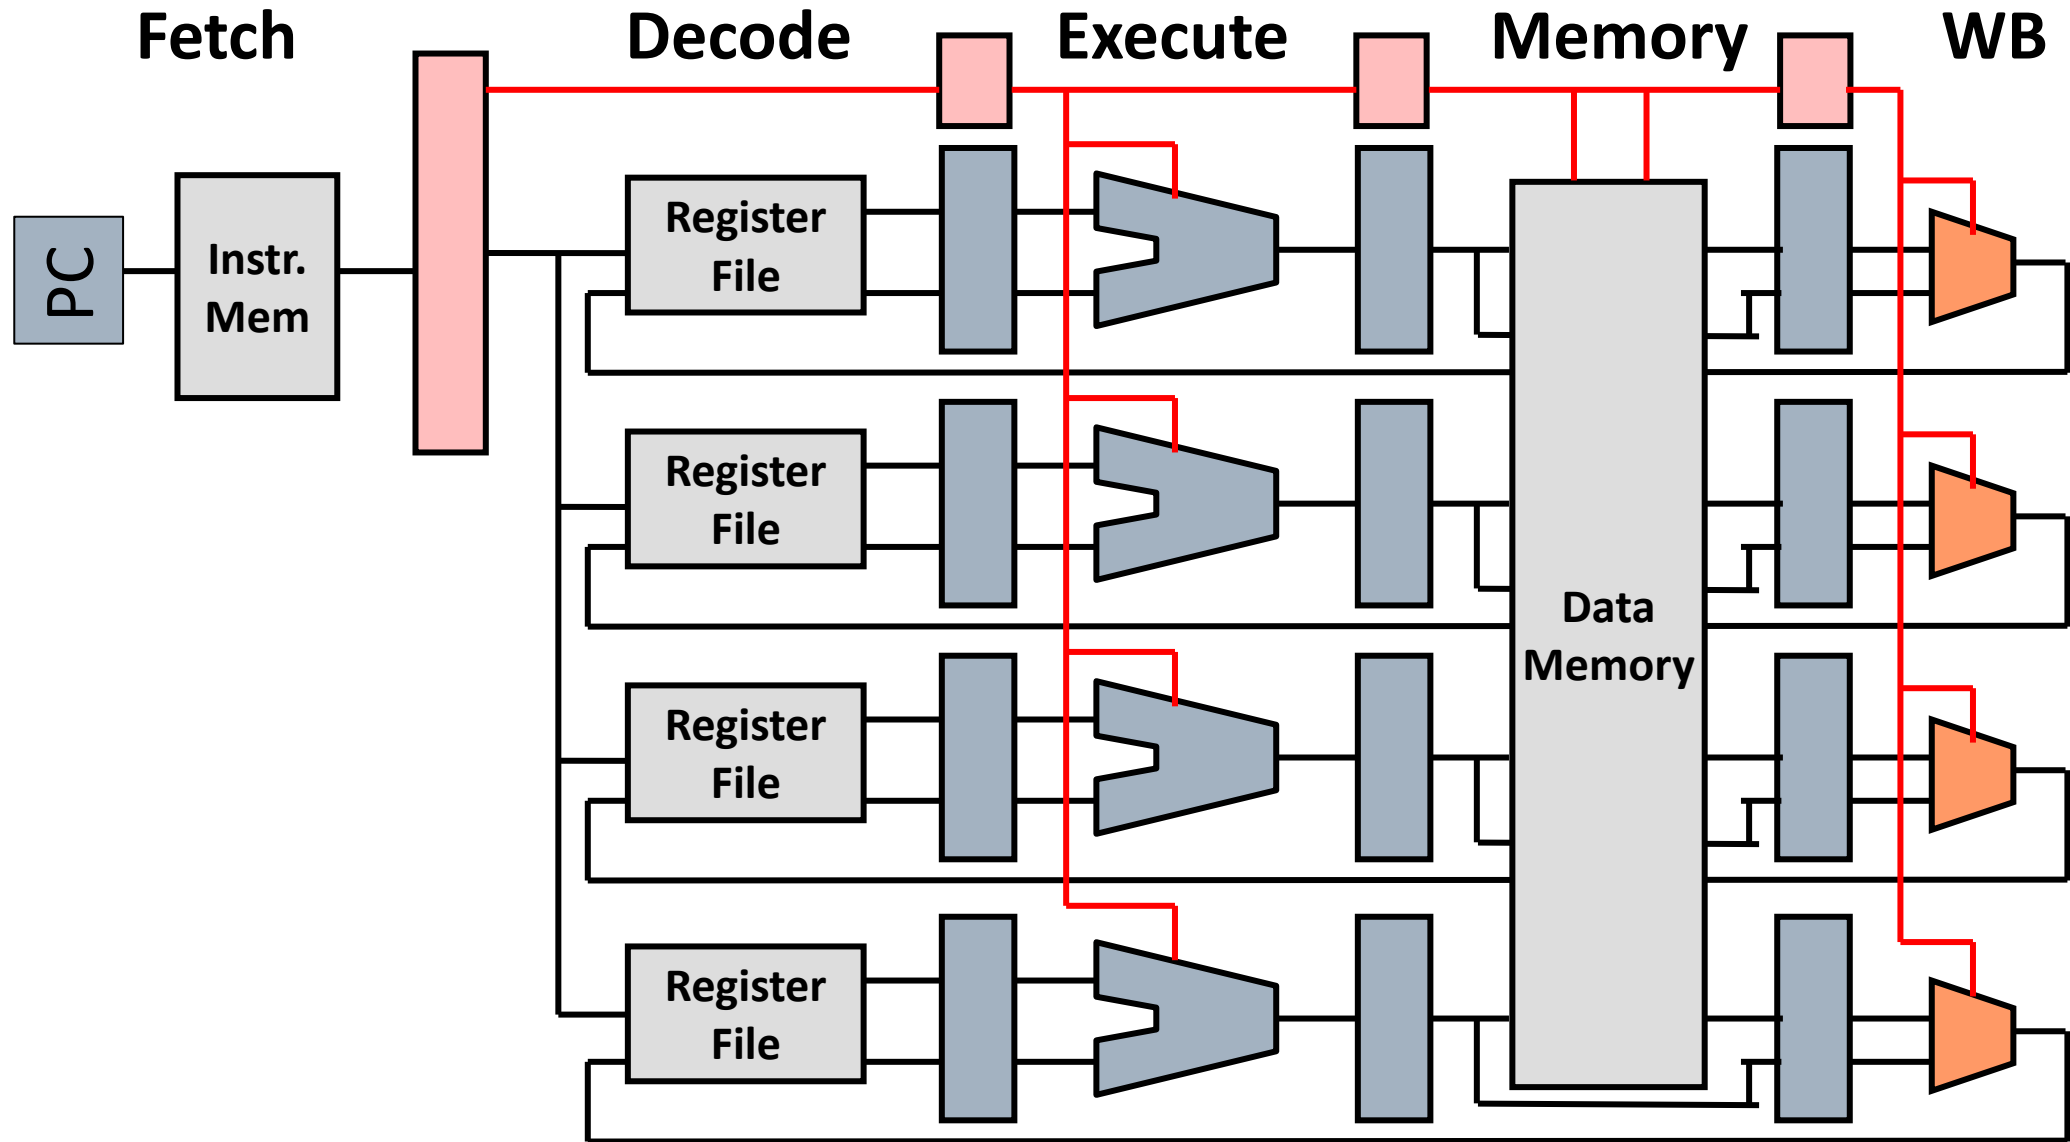 Fetch
Decode
Execute
Memory
WB
PC
Instr.
Mem
Register
File
Register
File
Register
File
Register
File
Data
Memory